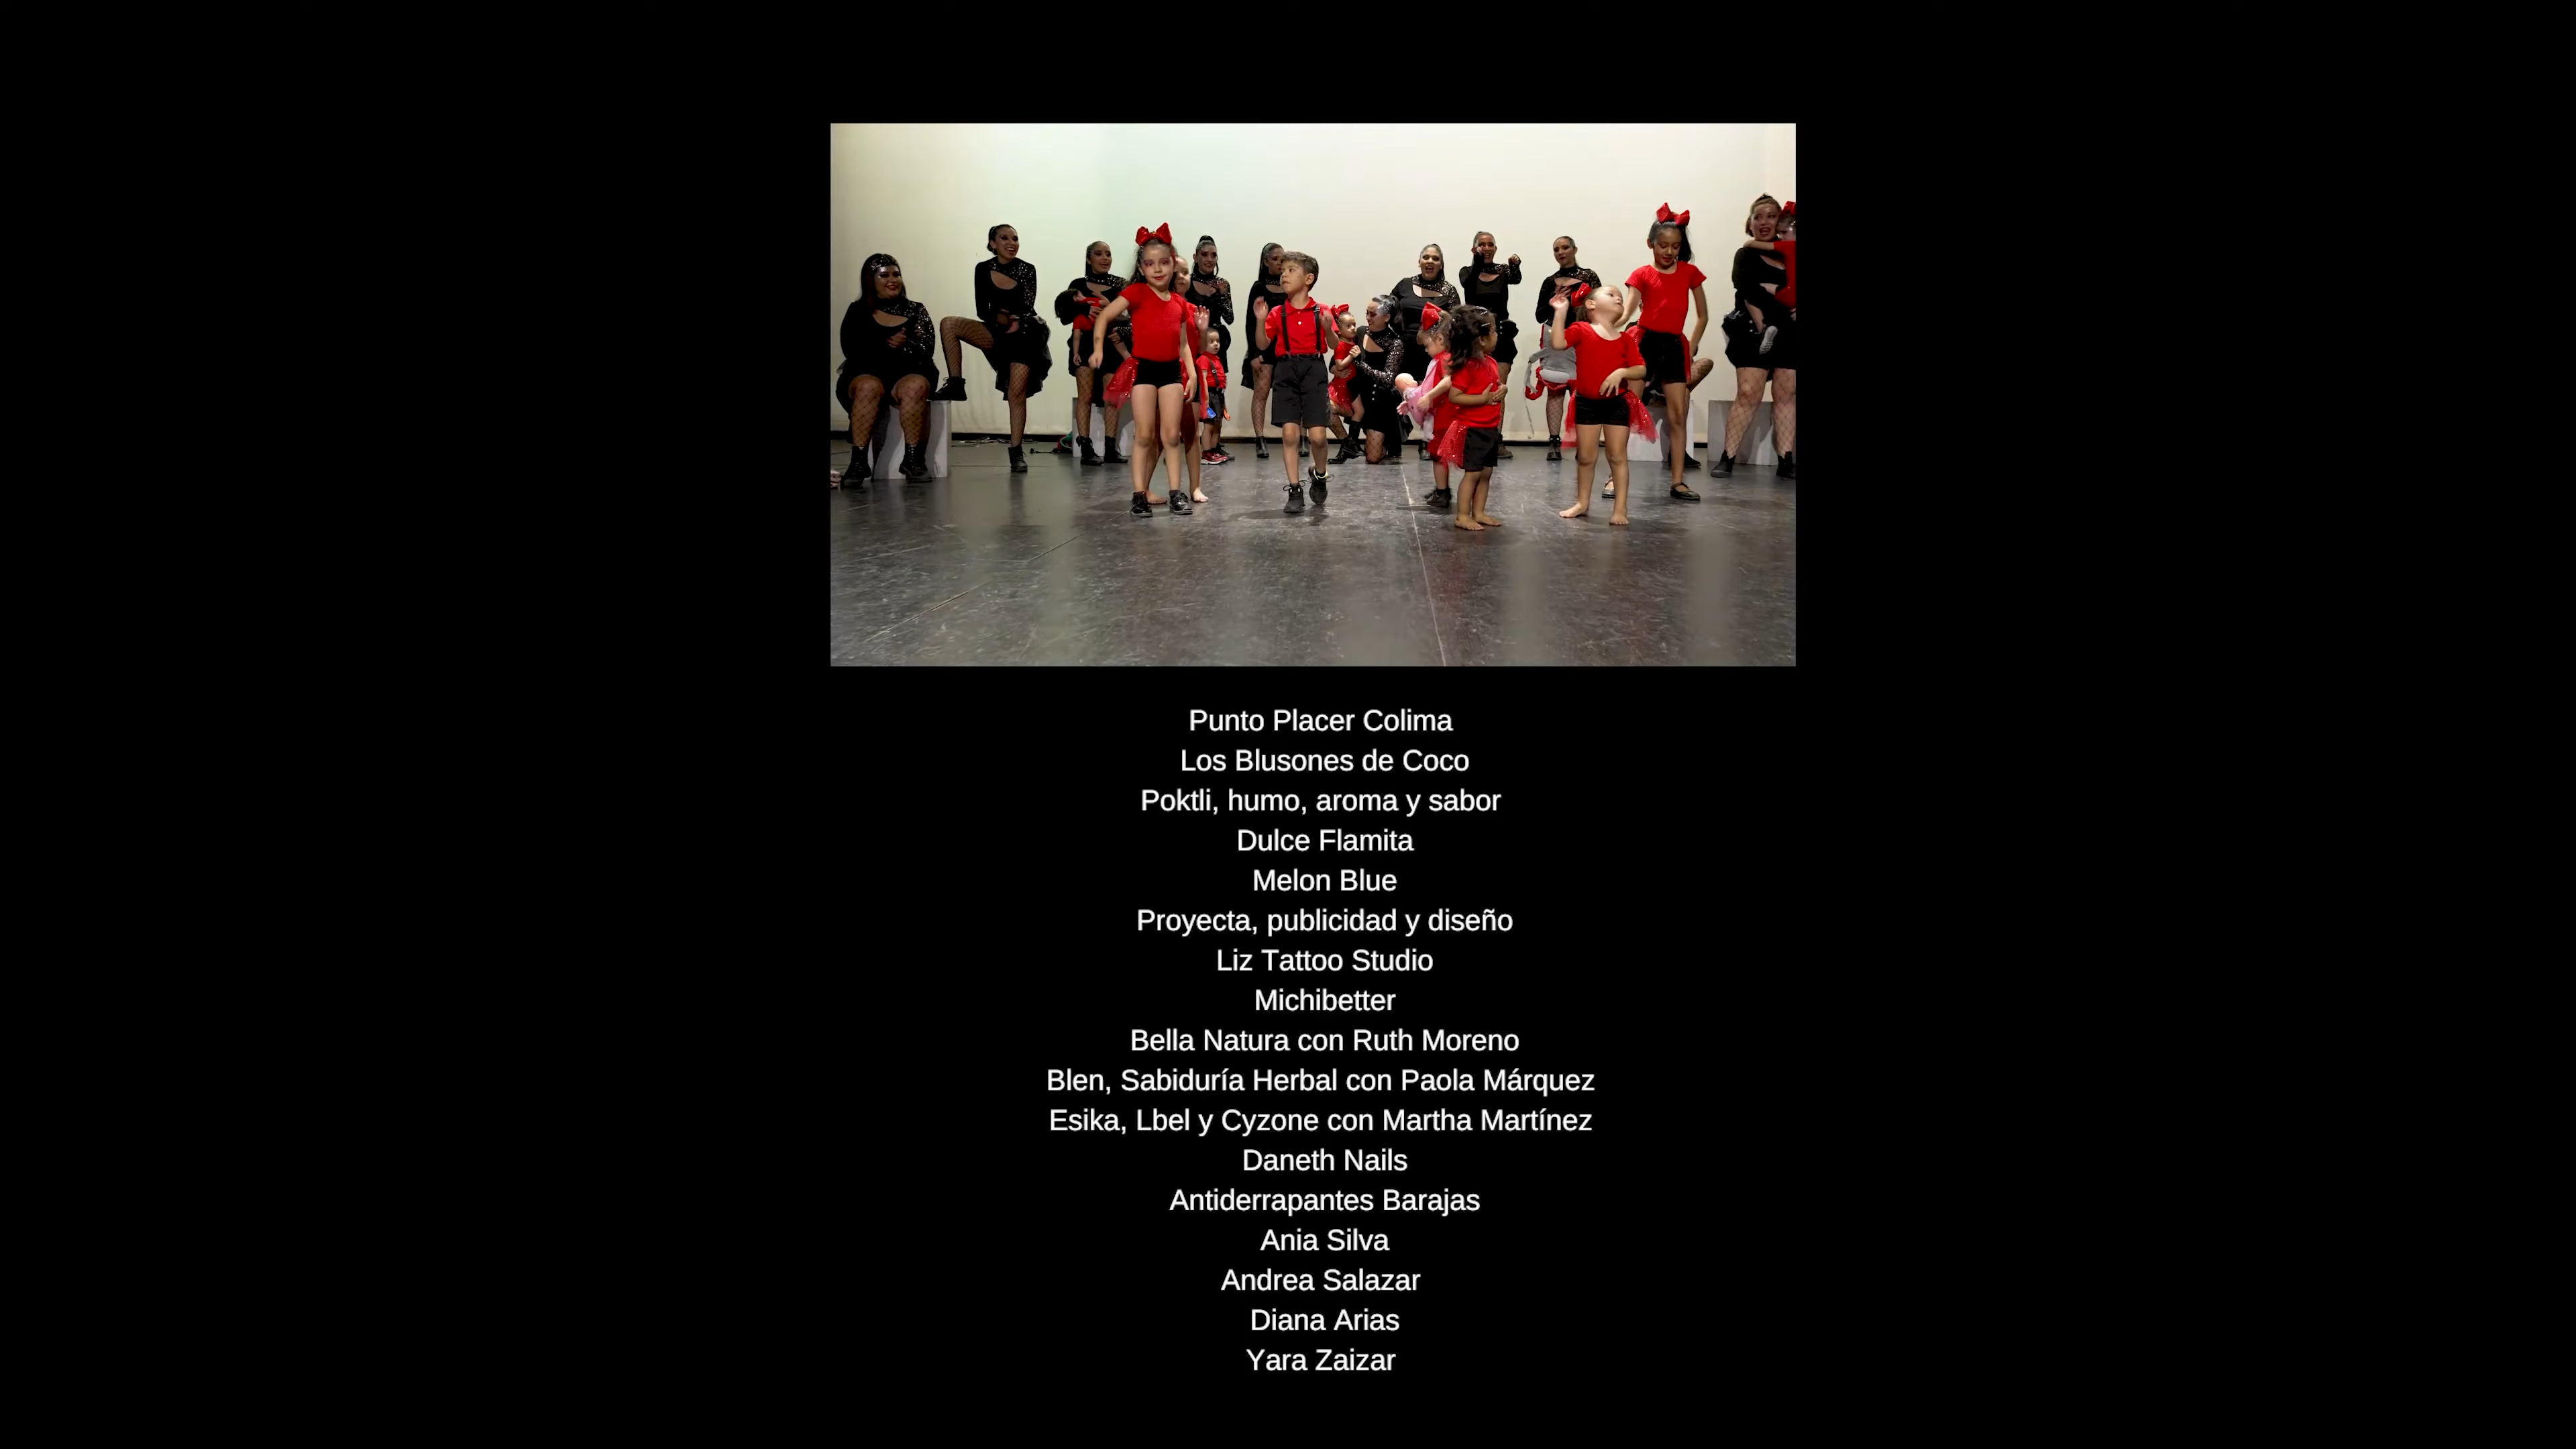 Punto Placer Colima
Los Blusones de Coco
Poktli, humo, aroma y sabor
Dulce Flamita
Melon Blue
Proyecta, publicidad y diseño
Liz Tattoo Studio
Michibetter
Bella Natura con Ruth Moreno
Blen, Sabiduría Herbal con Paola Márquez
Esika, Lbel y Cyzone con Martha Martínez
Daneth Nails
Antiderrapantes Barajas
Ania Silva
Andrea Salazar
Diana Arias
Yara Zaizar